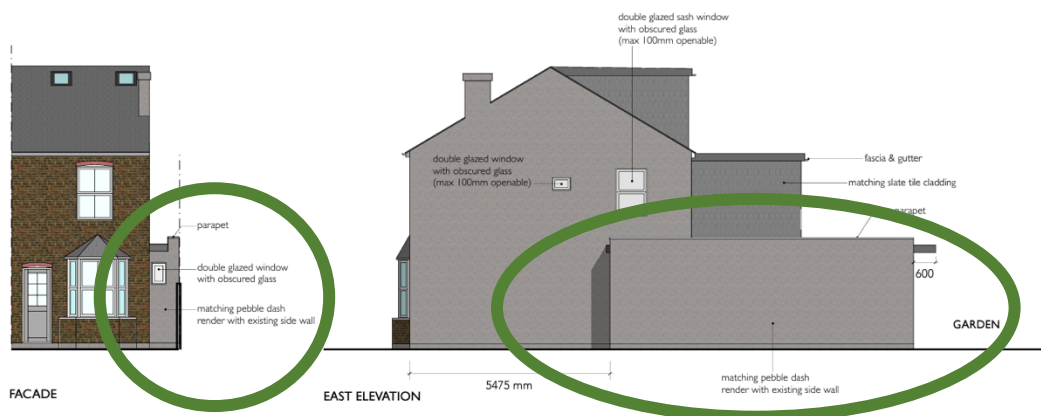 double glazed sash window
with obscured glass
(max 100mm openable)
double glazed window
with obscured glass
(max 100mm openable)
fascia & gutter
matching slate tile cladding
parapet
parapet
double glazed window
with obscured glass
matching pebble dash
render with existing side wall
600
GARDEN
5475 mm
matching pebble dash
render with existing side wall
FACADE
EAST ELEVATION